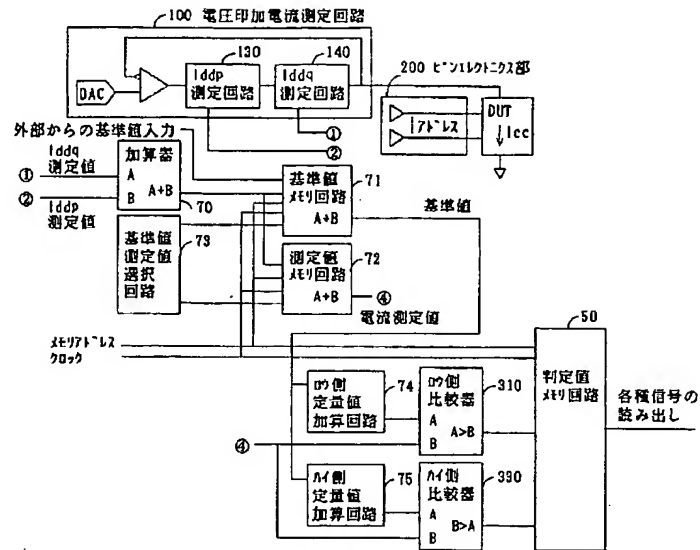 100 電圧印加電流測定回路
130
140
DAC
Iddp
測定回路
Iddq
測定回路
200 ピンエレクトニクス部
アドレス
DUT
Icc
外部からの基準値入力
①
②
Iddq
測定値
①
②
Iddp
測定値
加算器
A
B
A+B
70
基準値
メモリ回路
A+B
71
基準値
基準値
測定値
選択
回路
73
測定値
メモリ回路
A+B
72
④
電流測定値
メモリアドレス
クロック
50
判定値
メモリ回路
各種信号の
読み出し
ロウ側
定量値
加算回路
74
ロウ側
比較器
A
B
A>B
310
④
ハイ側
定量値
加算回路
75
ハイ側
比較器
A
B
B>A
390